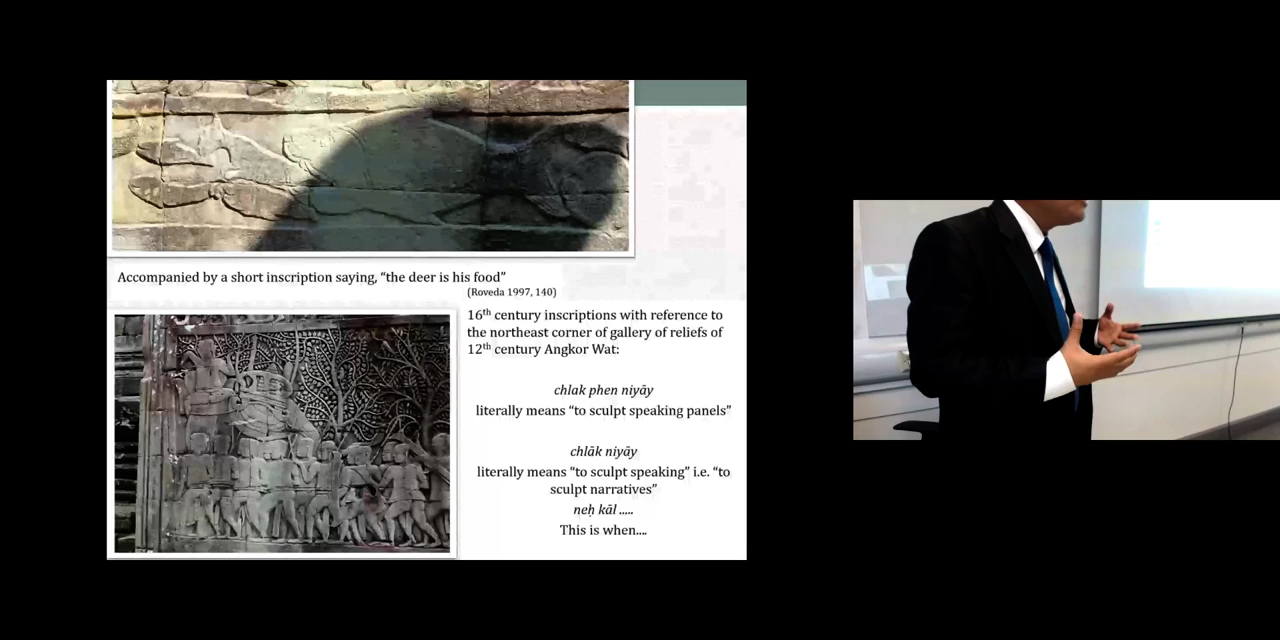 Accompanied by a short inscription saying, “the deer is his food”
(Roveda 1997, 140)
16th century inscriptions with reference to
the northeast corner of gallery of reliefs of
12th century Angkor Wat:
chlak phen niyāy
literally means “to sculpt speaking panels”
chlāk niyāy
literally means “to sculpt speaking” i.e. “to
sculpt narratives”
neḥ kāl .....
This is when....